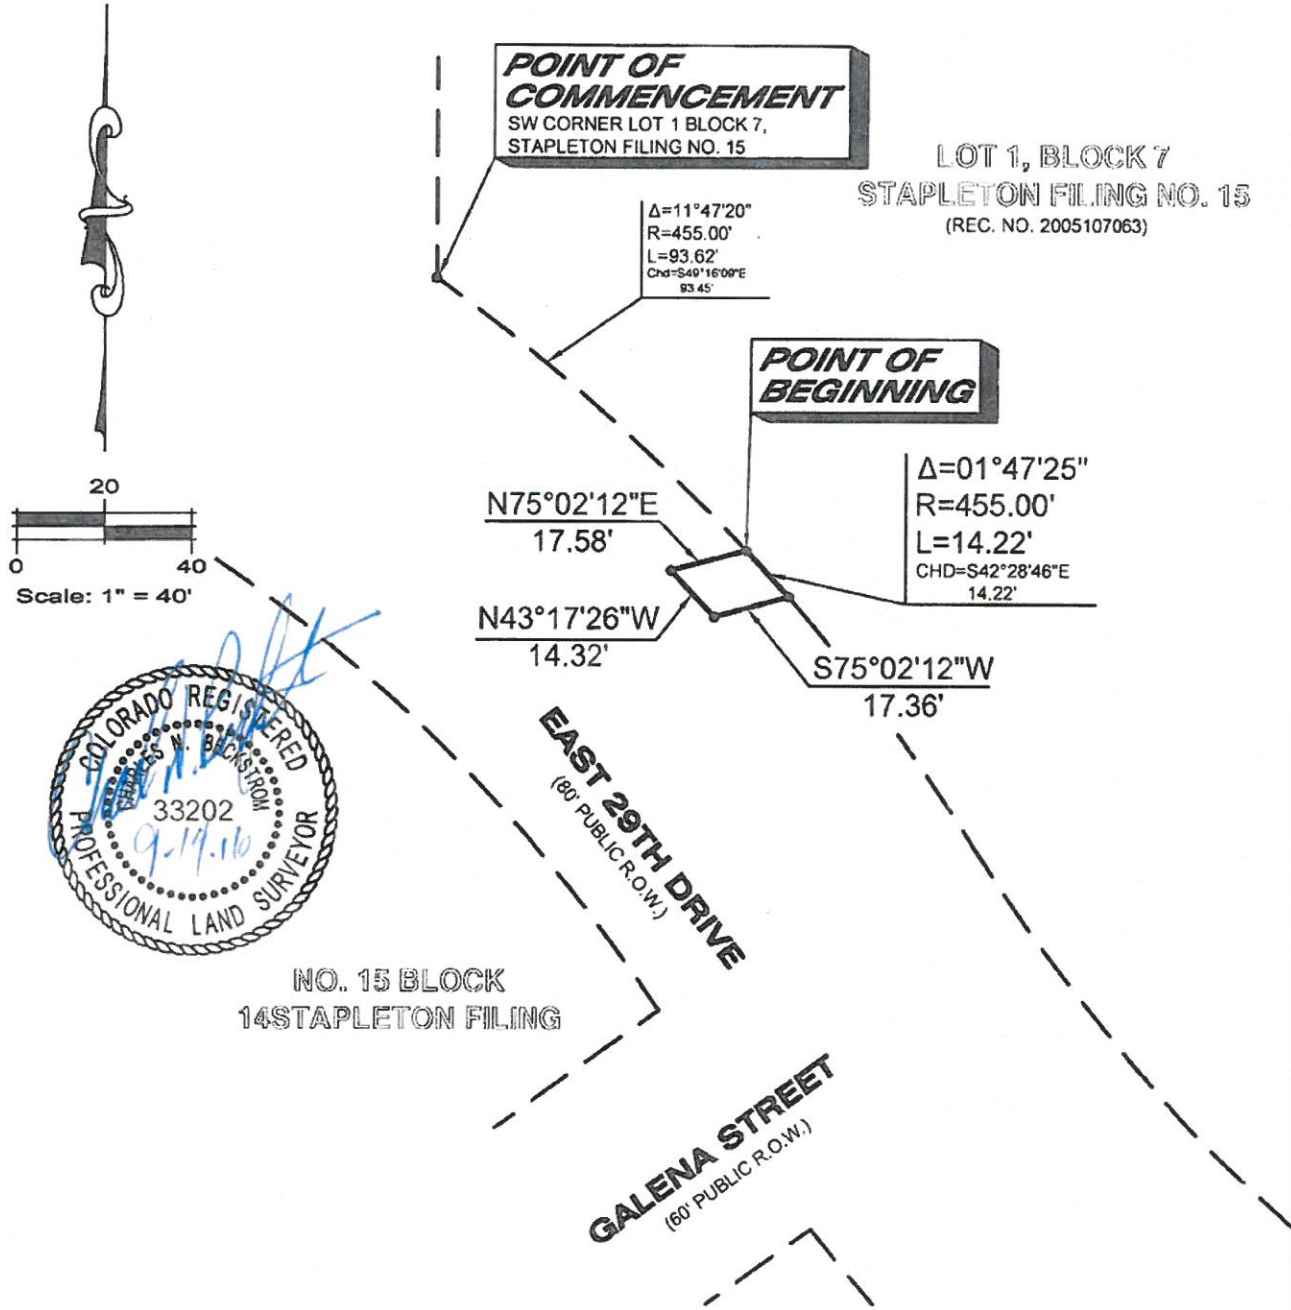 POINT OF
COMMENCEMENT
SW CORNER LOT 1 BLOCK 7,
STAPLETON FILING NO. 15
LOT 1, BLOCK 7
STAPLETON FILING NO. 15
(REC. NO. 2005107063)
Δ=11°47'20"
R=455.00'
L=93.62'
Chd=S49°16'09"E
93.45'
POINT OF
BEGINNING
Δ=01°47'25"
R=455.00'
L=14.22'
CHD=S42°28'46"E
14.22'
N75°02'12"E
17.58'
N43°17'26"W
14.32'
S75°02'12"W
17.36'
20
0
40
Scale: 1" = 40'
COLORADO REGISTERED
CHARLES N. BECKSTROM
33202
PROFESSIONAL LAND SURVEYOR
EAST 29TH DRIVE
(80' PUBLIC R.O.W.)
NO. 15 BLOCK
14STAPLETON FILING
GALENA STREET
(60' PUBLIC R.O.W.)